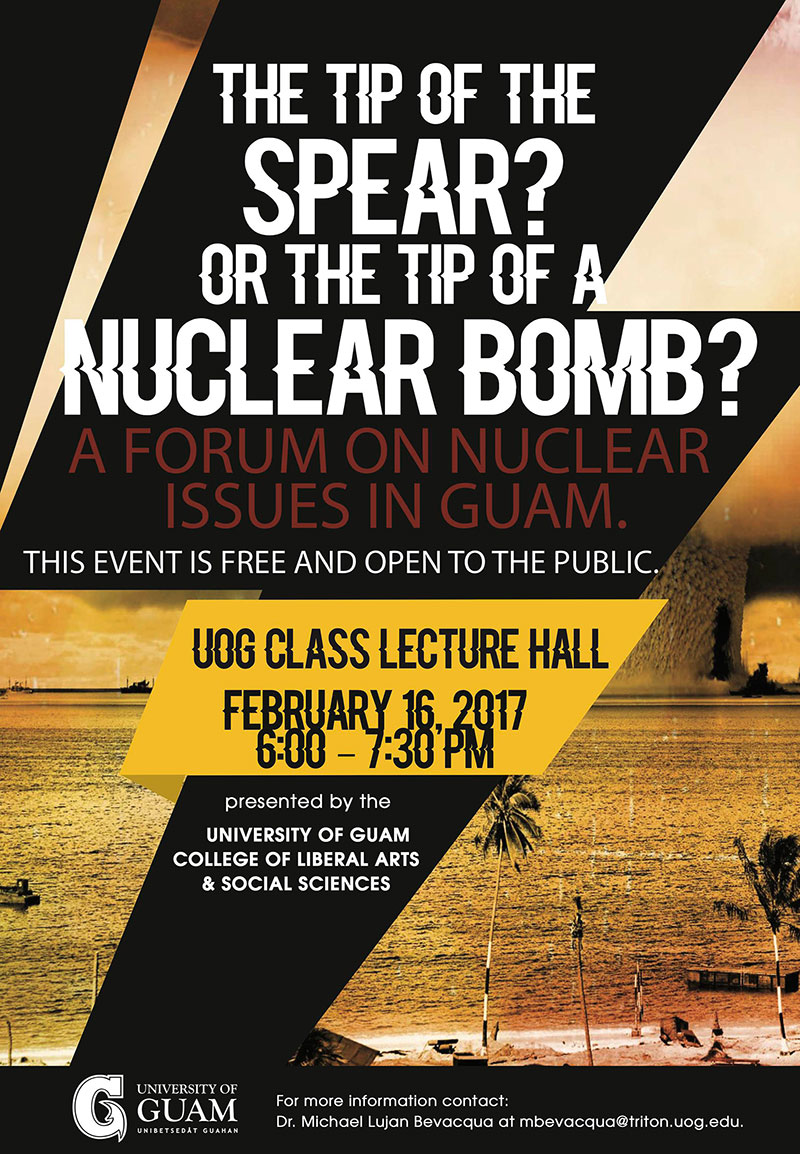 THE TIP OF THE
SPEAR?
OR THE TIP OF A
NUCLEAR BOMB?
A FORUM ON NUCLEAR
ISSUES IN GUAM.
THIS EVENT IS FREE AND OPEN TO THE PUBLIC.
UOG CLASS LECTURE HALL
FEBRUARY 16, 2017
6:00 – 7:30 PM
presented by the
UNIVERSITY OF GUAM
COLLEGE OF LIBERAL ARTS
& SOCIAL SCIENCES
UNIVERSITY OF
GUAM
UNIBETSEDÅT GUAHAN
For more information contact:
Dr. Michael Lujan Bevacqua at mbevacqua@triton.uog.edu.